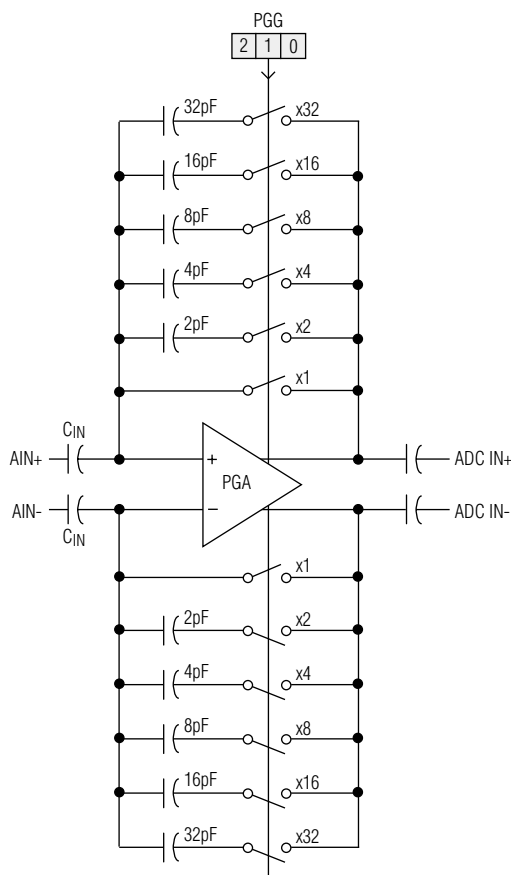 PGG
2 1 0
32pF x32
16pF x16
8pF x8
4pF x4
2pF x2
x1
CIN
AIN+ + PGA ADC IN+
AIN- − ADC IN-
CIN
x1
2pF x2
4pF x4
8pF x8
16pF x16
32pF x32